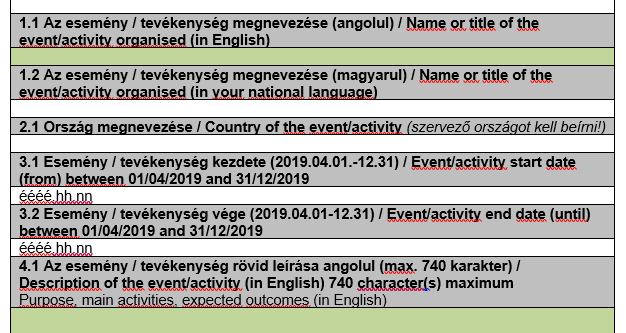 1.1 Az esemény / tevékenység megnevezése (angolul) / Name or title of the
event/activity organised (in English)
1.2 Az esemény / tevékenység megnevezése (magyarul) / Name or title of the
event/activity organised (in your national language)
2.1 Ország megnevezése / Country of the event/activity (szervező országot kell beírni!)
3.1 Esemény / tevékenység kezdete (2019.04.01.-12.31) / Event/activity start date
(from) between 01/04/2019 and 31/12/2019
éééé.hh.nn
3.2 Esemény / tevékenység vége (2019.04.01-12.31) / Event/activity end date (until)
between 01/04/2019 and 31/12/2019
éééé.hh.nn
4.1 Az esemény / tevékenység rövid leírása angolul (max. 740 karakter) /
Description of the event/activity (in English) 740 character(s) maximum
Purpose, main activities, expected outcomes (in English)